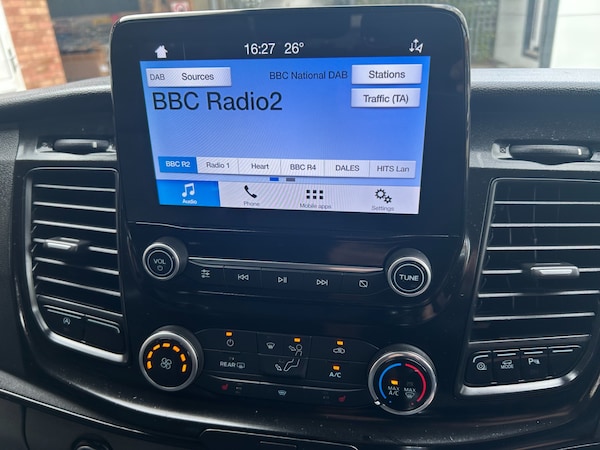 16:27 26°
DAB Sources BBC National DAB Stations
BBC Radio2 Traffic (TA)
BBC R2 Radio 1 Heart BBC R4 DALES HITS Lan
Audio Phone Mobile apps Settings
VOL TUNE
REAR A/C MAX A/C MAX
MODE